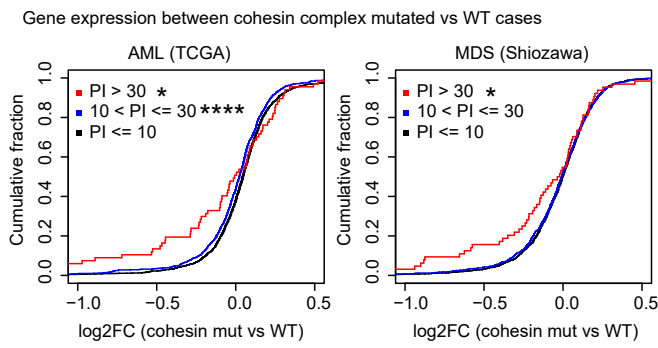 Gene expression between cohesin complex mutated vs WT cases
AML (TCGA)
Cumulative fraction
1.0
0.8
0.6
0.4
0.2
0.0
PI > 30 *
10 < PI <= 30 ****
PI <= 10
−1.0 −0.5 0.0 0.5
log2FC (cohesin mut vs WT)
MDS (Shiozawa)
Cumulative fraction
1.0
0.8
0.6
0.4
0.2
0.0
PI > 30 *
10 < PI <= 30
PI <= 10
−1.0 −0.5 0.0 0.5
log2FC (cohesin mut vs WT)